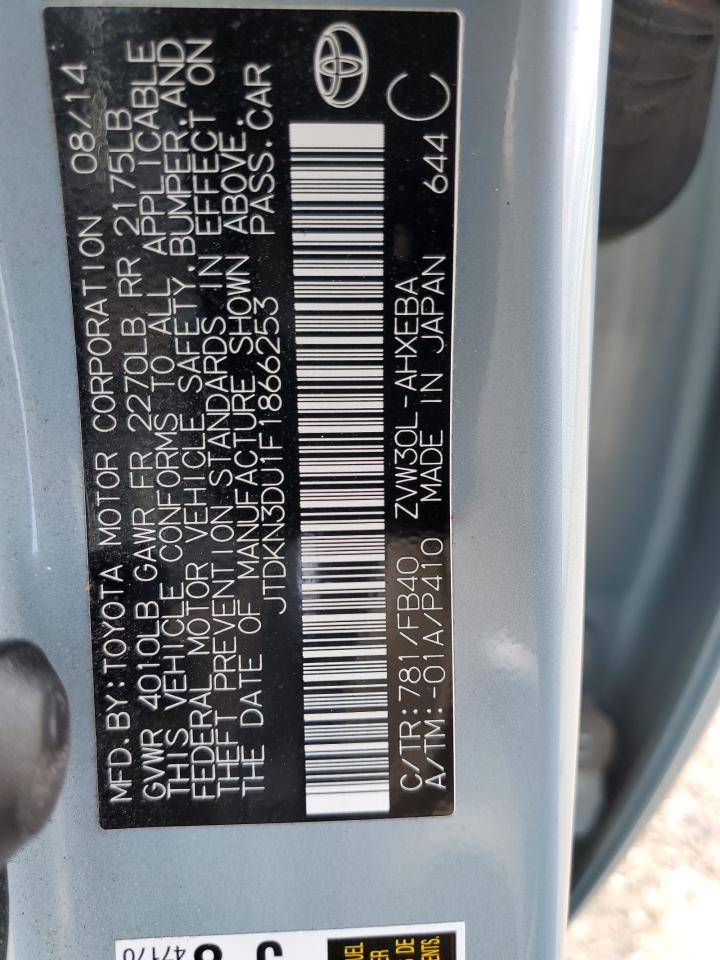 MFD. BY: TOYOTA MOTOR CORPORATION 08/14
GVWR 4010LB GAWR FR 2270LB RR 2175LB
THIS VEHICLE CONFORMS TO ALL APPLICABLE
FEDERAL MOTOR VEHICLE SAFETY, BUMPER, AND
THEFT PREVENTION STANDARDS IN EFFECT ON
THE DATE OF MANUFACTURE SHOWN ABOVE.
JTDKN3DU1F1866253 PASS. CAR
C/TR: 781/FB40 ZVW30L-AHXEBA
A/TM: -01A/P410 MADE IN JAPAN 644 C
47170